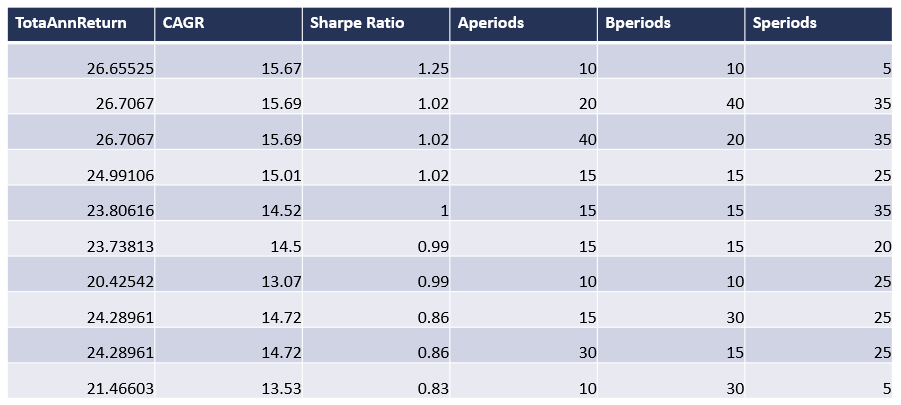 TotaAnnReturn CAGR Sharpe Ratio Aperiods Bperiods Speriods
26.65525 15.67 1.25 10 10 5
26.7067 15.69 1.02 20 40 35
26.7067 15.69 1.02 40 20 35
24.99106 15.01 1.02 15 15 25
23.80616 14.52 1 15 15 35
23.73813 14.5 0.99 15 15 20
20.42542 13.07 0.99 10 10 25
24.28961 14.72 0.86 15 30 25
24.28961 14.72 0.86 30 15 25
21.46603 13.53 0.83 10 30 5